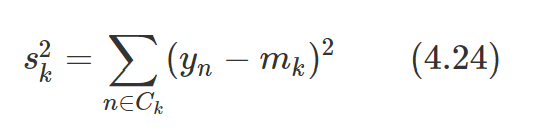 s_k^2 = \sum_{n \in C_k} (y_n - m_k)^2 (4.24)